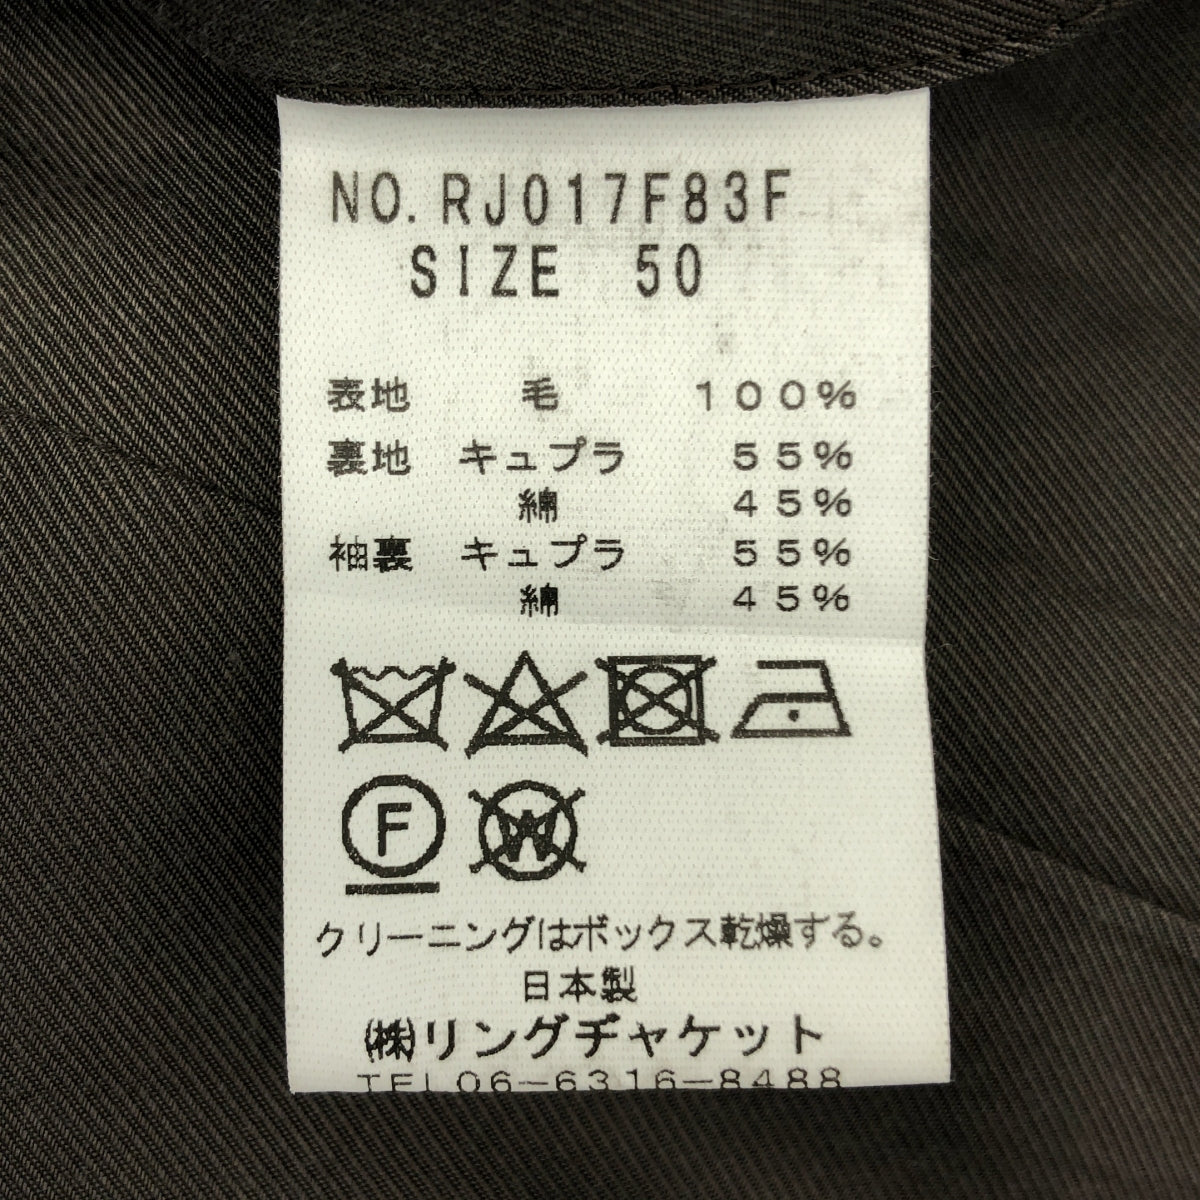 NO. RJ017F83F
SIZE 50
表地 毛 100%
裏地 キュプラ 55%
綿 45%
袖裏 キュプラ 55%
綿 45%
F W
クリーニングはボックス乾燥する。
日本製
㈱リングヂャケット
TEL06-6316-8488